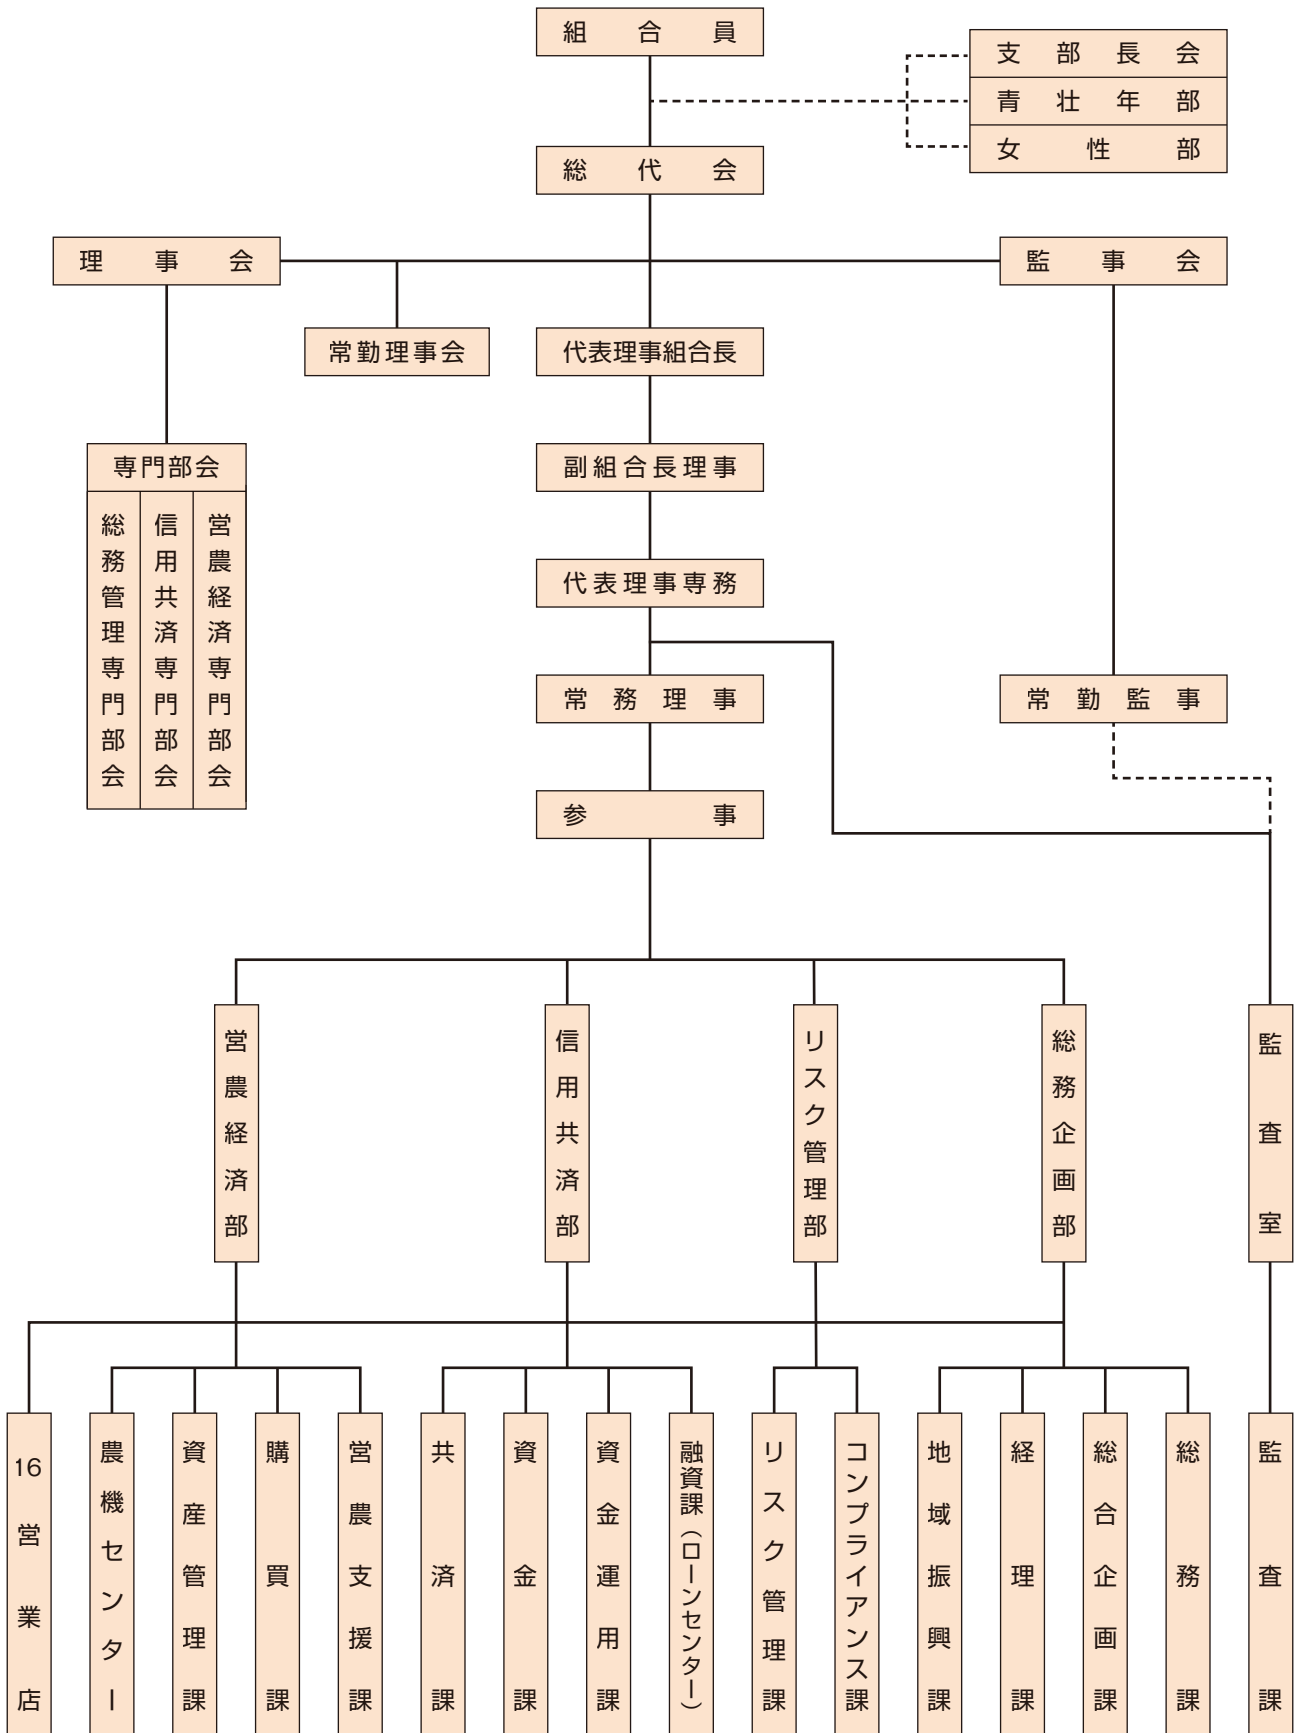 組合員
支部長会
青壮年部
女性部
総代会
理事会
監事会
常勤理事会
代表理事組合長
専門部会
総務管理専門部会
信用共済専門部会
営農経済専門部会
副組合長理事
代表理事専務
常務理事
常勤監事
参事
営農経済部
信用共済部
リスク管理部
総務企画部
監査室
16営業店
農機センター
資産管理課
購買課
営農支援課
共済課
資金課
資金運用課
融資課(ローンセンター)
リスク管理課
コンプライアンス課
地域振興課
経理課
総合企画課
総務課
監査課